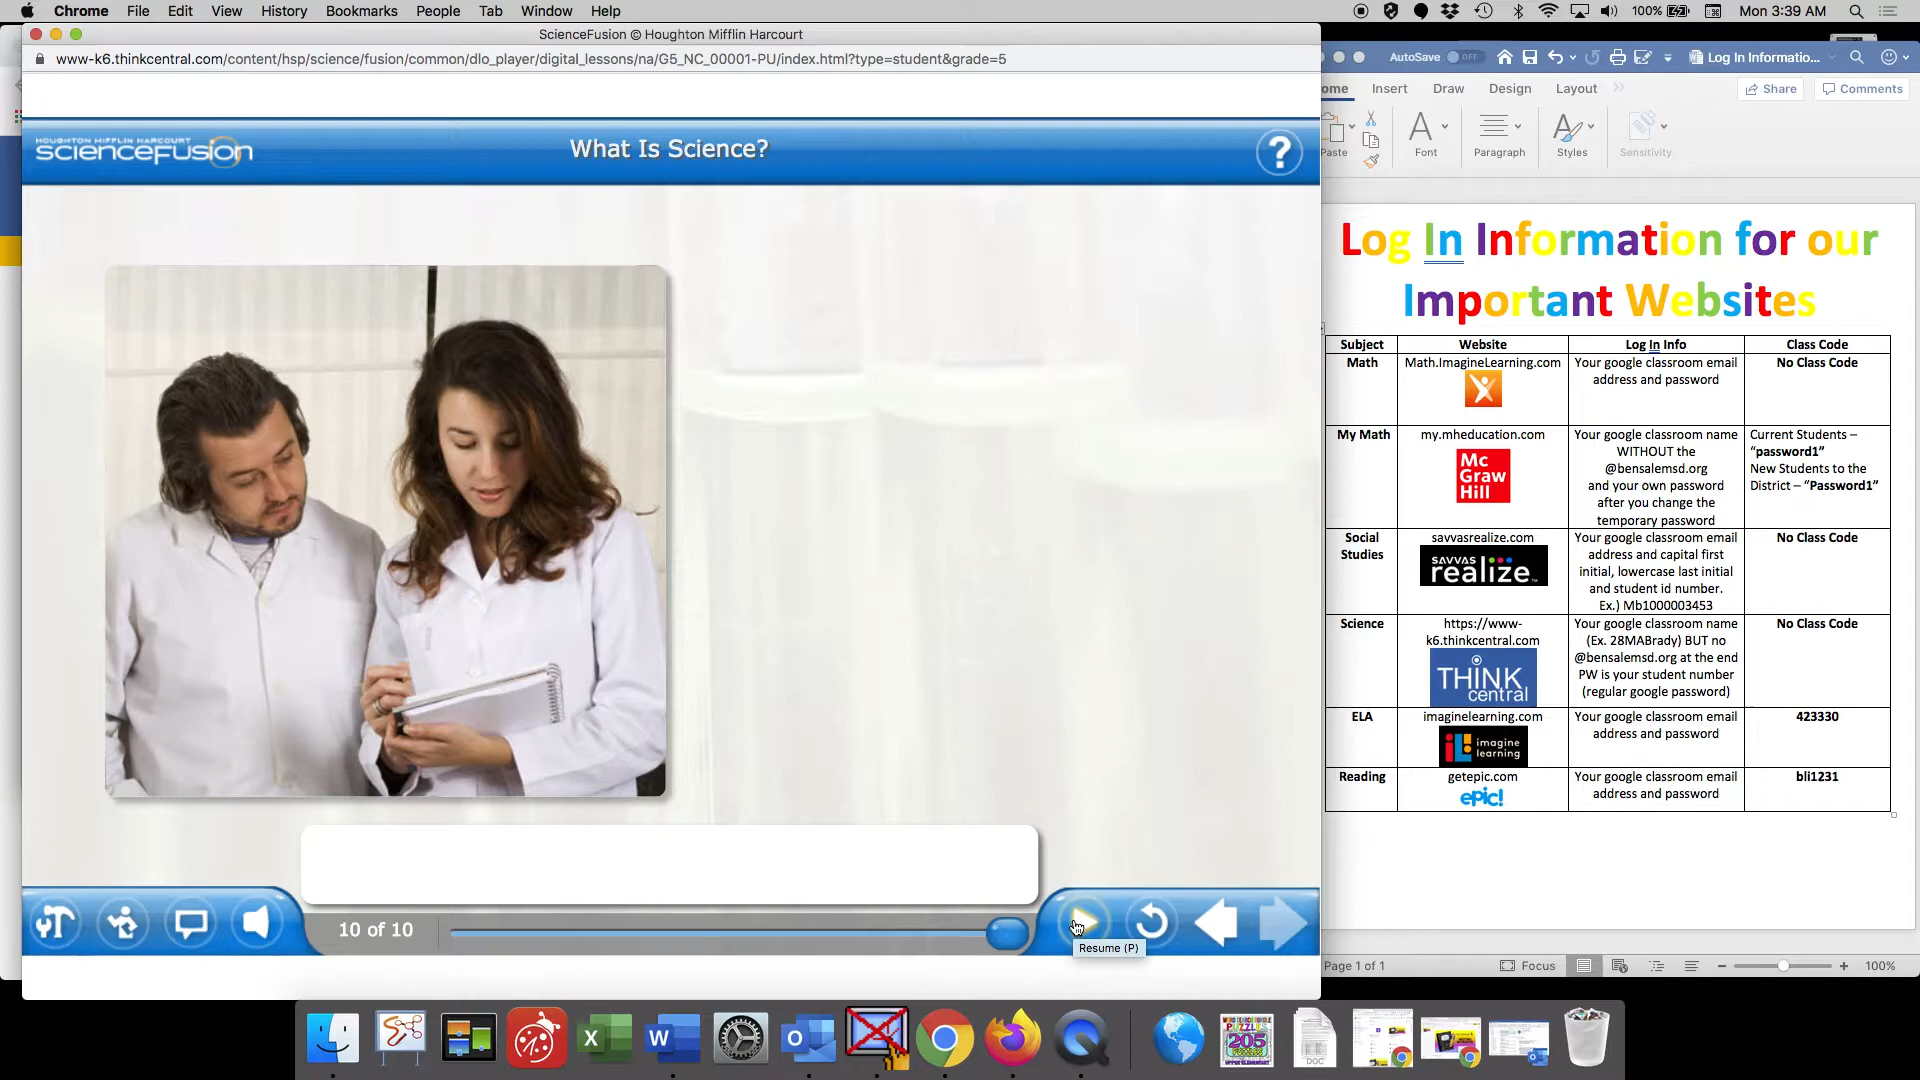 Chrome File Edit View History Bookmarks People Tab Window Help
100% Mon 3:39 AM
ScienceFusion © Houghton Mifflin Harcourt
www-k6.thinkcentral.com/content/hsp/science/fusion/common/dlo_player/digital_lessons/na/G5_NC_00001-PU/index.html?type=student&grade=5
HOUGHTON MIFFLIN HARCOURT
scienceFusion
What Is Science?
?
10 of 10
Resume (P)
AutoSave OFF
Log In Informatio...
ome Insert Draw Design Layout
Share Comments
Paste Font Paragraph Styles Sensitivity
Log In Information for our
Important Websites
Subject Website Log In Info Class Code
Math Math.ImagineLearning.com Your google classroom email address and password No Class Code
My Math my.mheducation.com
Mc
Graw
Hill
Your google classroom name
WITHOUT the
@bensalemsd.org
and your own password
after you change the
temporary password
Current Students –
“password1”
New Students to the
District – “Password1”
Social
Studies
savvasrealize.com
SAVVAS
realize™
Your google classroom email
address and capital first
initial, lowercase last initial
and student id number.
Ex.) Mb1000003453
No Class Code
Science
https://www-
k6.thinkcentral.com
THINK
central
Your google classroom name
(Ex. 28MABrady) BUT no
@bensalemsd.org at the end
PW is your student number
(regular google password)
No Class Code
ELA
imaginelearning.com
imagine
learning
Your google classroom email
address and password
423330
Reading
getepic.com
epic!
Your google classroom email
address and password
bli1231
Page 1 of 1
Focus
100%
DOC
205